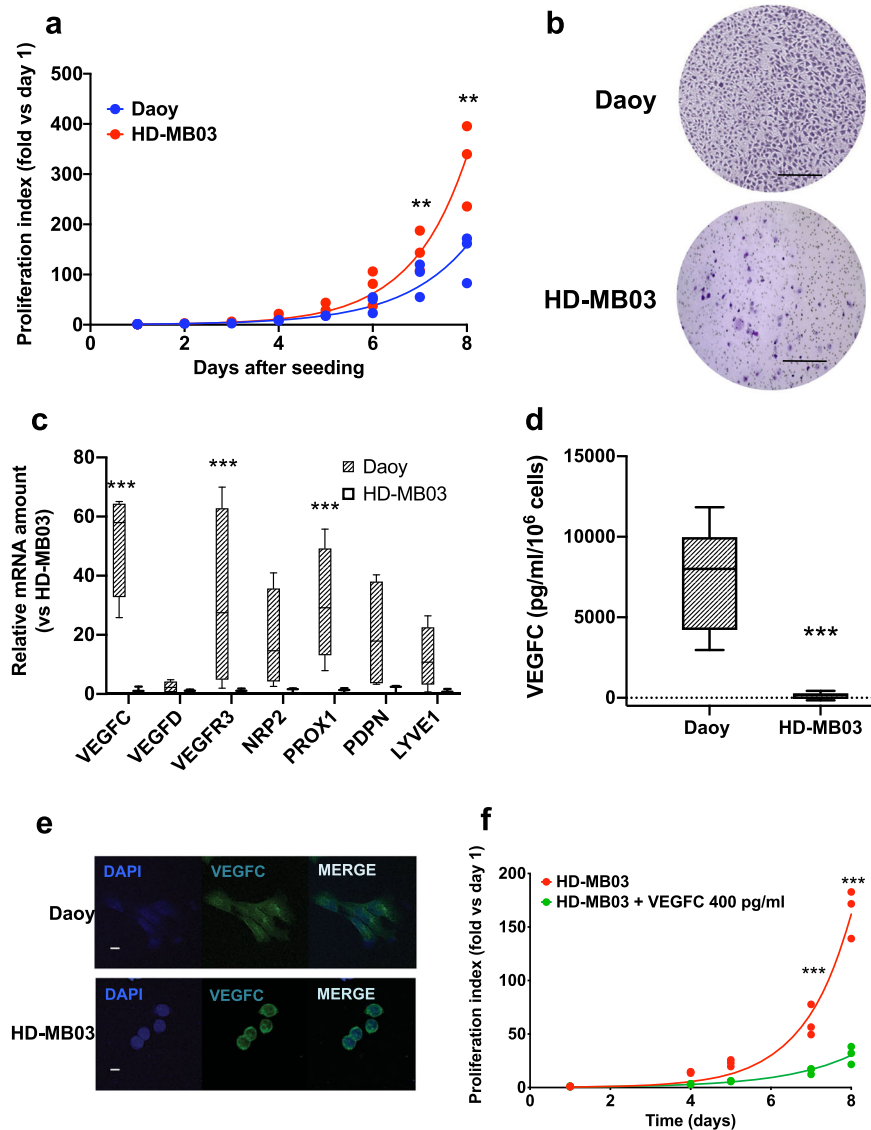 a
Proliferation index (fold vs day 1)
500
400
300
200
100
0
0
2
4
6
8
Days after seeding
Daoy
HD-MB03
**
**
b
Daoy
HD-MB03
c
Relative mRNA amount
(vs HD-MB03)
80
60
40
20
0
***
***
***
Daoy
HD-MB03
VEGFC
VEGFD
VEGFR3
NRP2
PROX1
PDPN
LYVE1
d
VEGFC (pg/ml/10⁶ cells)
15000
10000
5000
0
***
Daoy
HD-MB03
e
DAPI
VEGFC
MERGE
Daoy
DAPI
VEGFC
MERGE
HD-MB03
f
Proliferation index (fold vs day 1)
200
150
100
50
0
0
2
4
6
8
Time (days)
HD-MB03
HD-MB03 + VEGFC 400 pg/ml
***
***